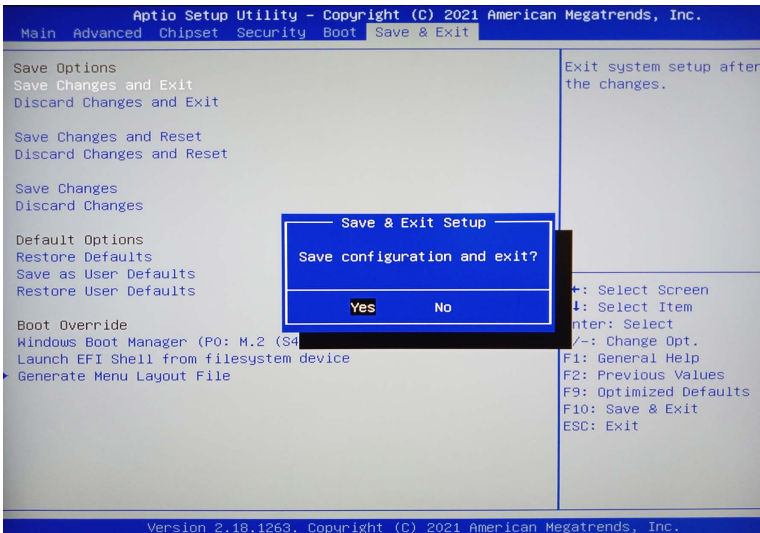 Aptio Setup Utility – Copyright (C) 2021 American Megatrends, Inc.
Main Advanced Chipset Security Boot Save & Exit
Save Options
Save Changes and Exit
Discard Changes and Exit
Save Changes and Reset
Discard Changes and Reset
Save Changes
Discard Changes
Default Options
Restore Defaults
Save as User Defaults
Restore User Defaults
Boot Override
Windows Boot Manager (P0: M.2 (S4
Launch EFI Shell from filesystem device
Generate Menu Layout File
Save & Exit Setup
Save configuration and exit?
Yes No
Exit system setup after
the changes.
←: Select Screen
↓: Select Item
nter: Select
/-: Change Opt.
F1: General Help
F2: Previous Values
F9: Optimized Defaults
F10: Save & Exit
ESC: Exit
Version 2.18.1263. Copyright (C) 2021 American Megatrends, Inc.